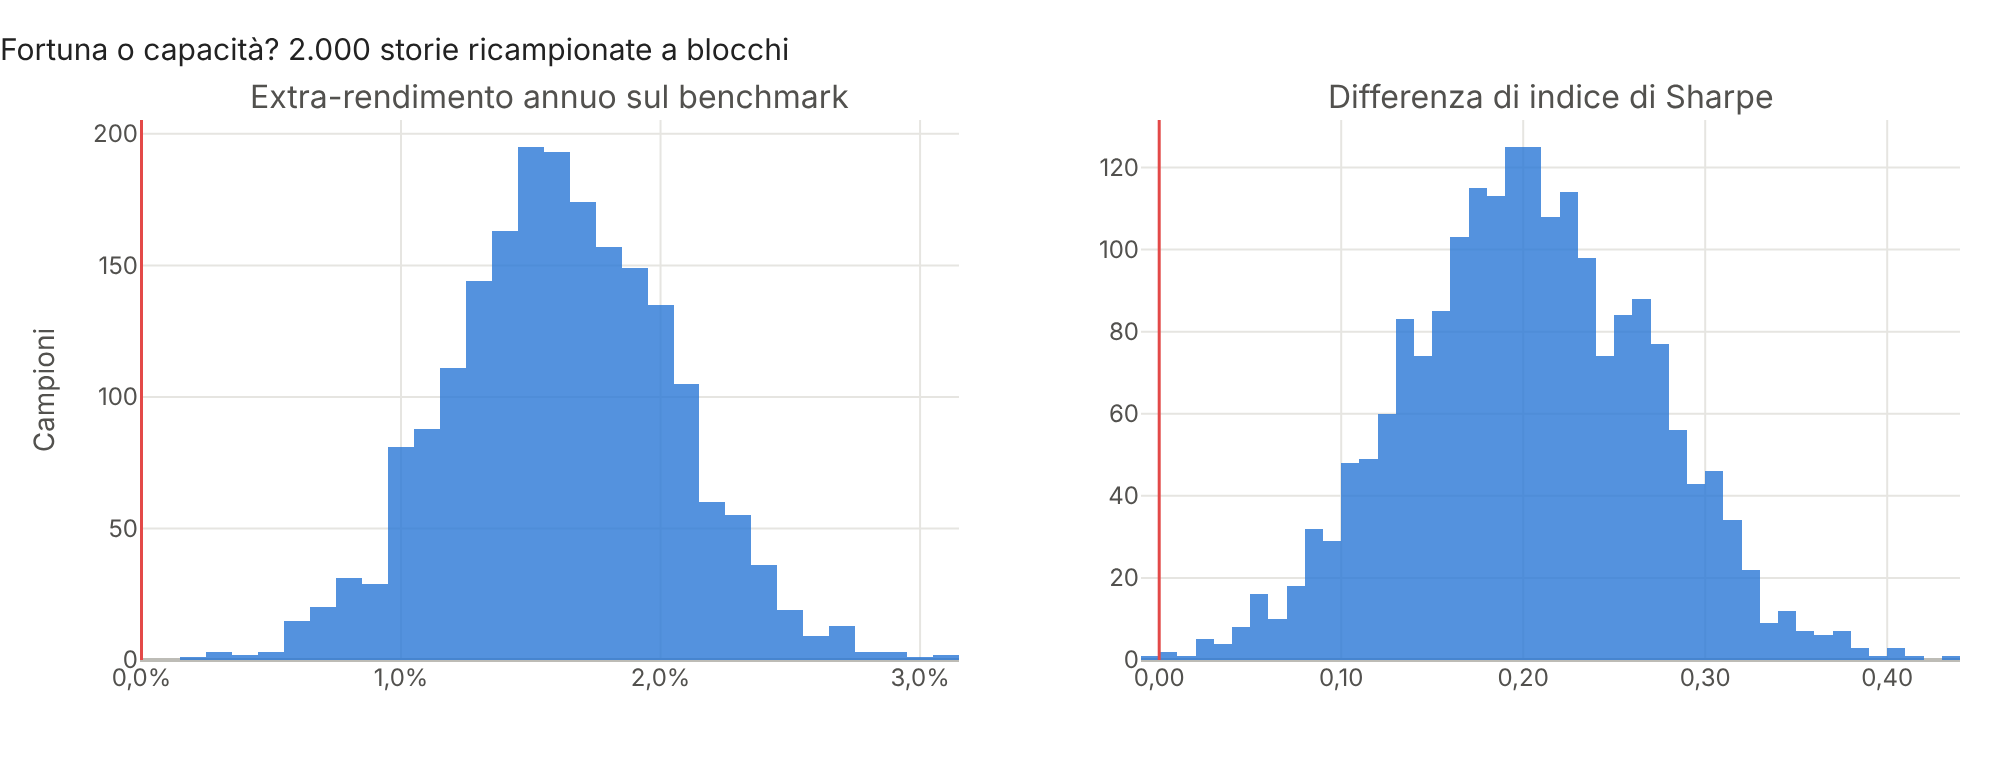 Fortuna o capacità? 2.000 storie ricampionate a blocchi
Extra-rendimento annuo sul benchmark
Campioni
200
150
100
50
0
0,0% 1,0% 2,0% 3,0%
Differenza di indice di Sharpe
120
100
80
60
40
20
0
0,00 0,10 0,20 0,30 0,40